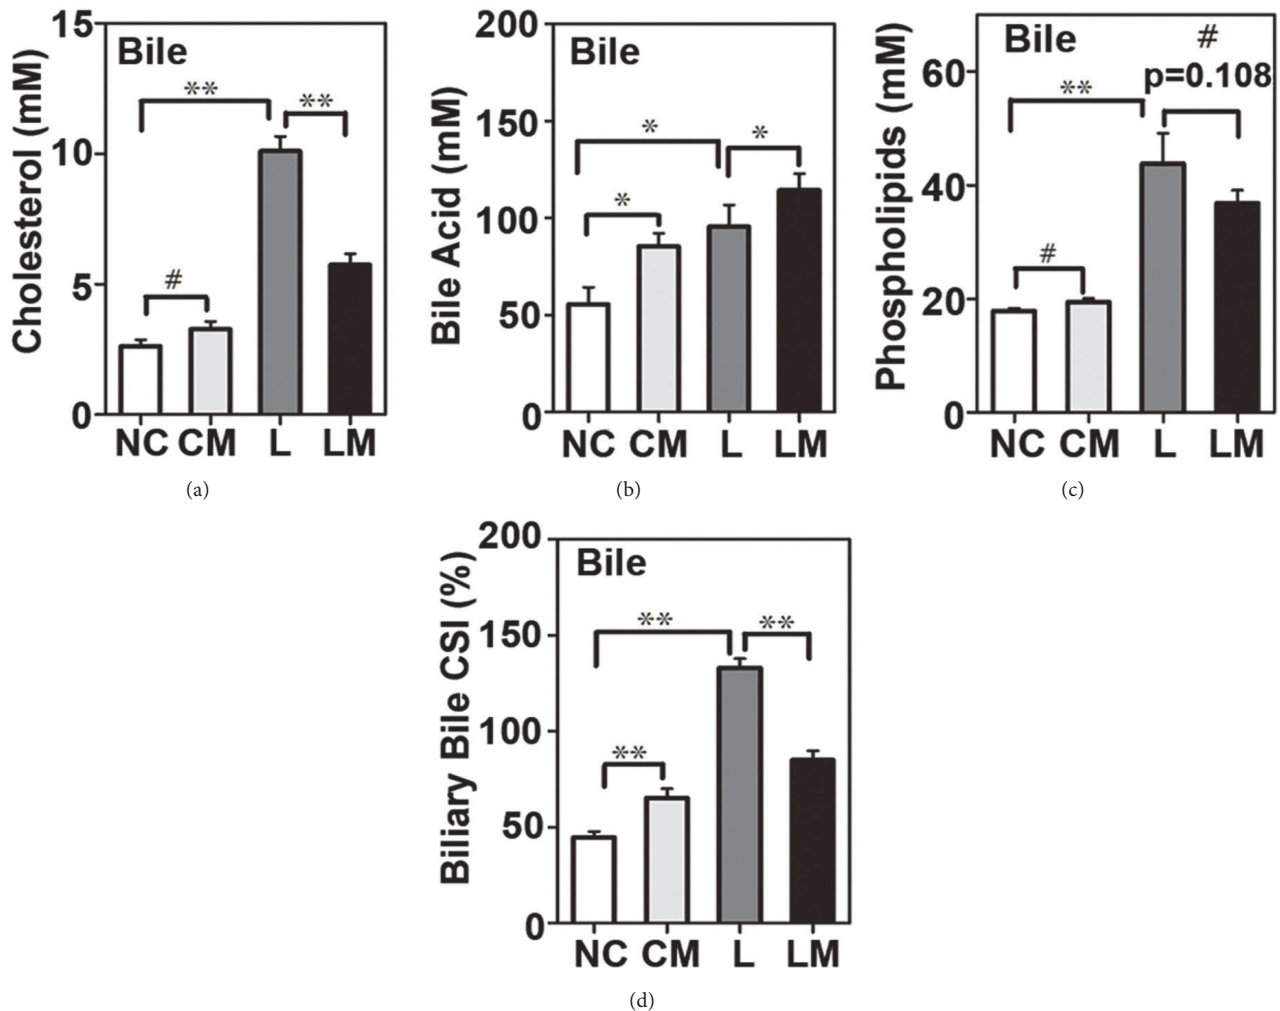 Cholesterol (mM)
15
10
5
0
Bile
**
**
#
NC CM L LM
(a)
Bile Acid (mM)
200
150
100
50
0
Bile
*
*
*
NC CM L LM
(b)
Phospholipids (mM)
60
40
20
0
Bile
#
p=0.108
**
#
NC CM L LM
(c)
Biliary Bile CSI (%)
200
150
100
50
0
Bile
**
**
**
NC CM L LM
(d)